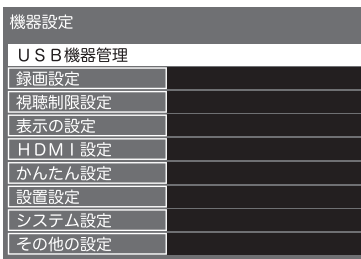 機器設定
ＵＳＢ機器管理
録画設定
視聴制限設定
表示の設定
ＨＤＭＩ設定
かんたん設定
設置設定
システム設定
その他の設定